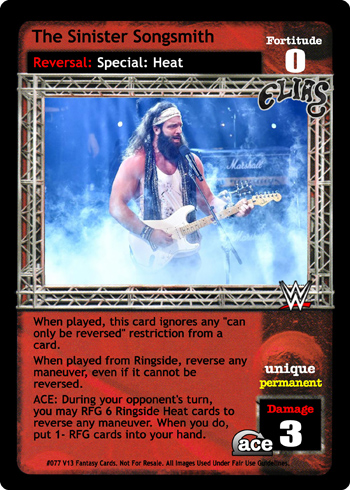 The Sinister Songsmith
Fortitude
0
Reversal: Special: Heat
ELIAS
Marshall
W
When played, this card ignores any "can
only be reversed" restriction from a
card.
When played from Ringside, reverse any
maneuver, even if it cannot be
reversed.
ACE: During your opponent's turn,
you may RFG 6 Ringside Heat cards to
reverse any maneuver. When you do,
put 1- RFG cards into your hand.
unique
permanent
Damage
3
ace
#077 V13 Fantasy Cards. Not For Resale. All Images Used Under Fair Use Guidelines.